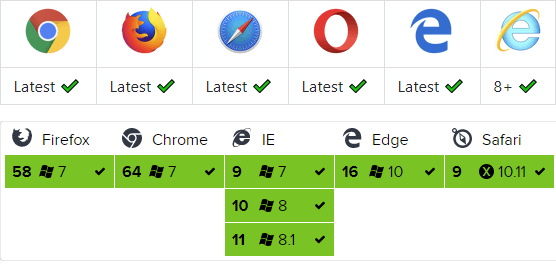 Latest Latest Latest Latest Latest 8+
Firefox Chrome IE Edge Safari
58 7 64 7 9 7 16 10 9 X 10.11
10 8
11 8.1